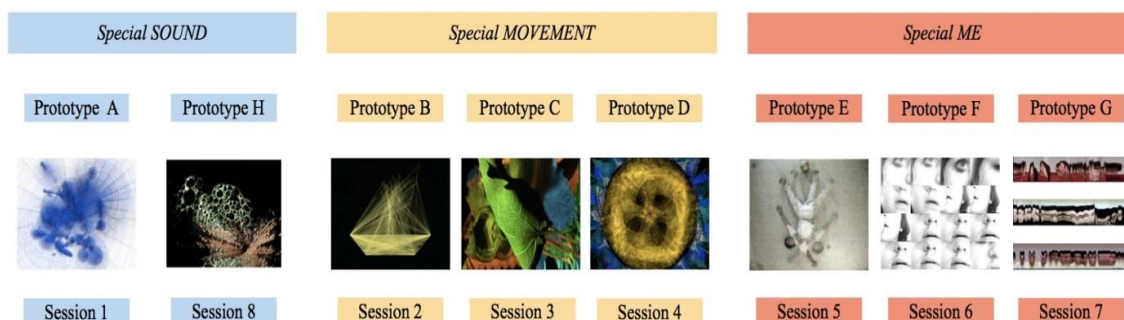 Special SOUND
Special MOVEMENT
Special ME
Prototype A
Prototype H
Prototype B
Prototype C
Prototype D
Prototype E
Prototype F
Prototype G
Session 1
Session 8
Session 2
Session 3
Session 4
Session 5
Session 6
Session 7